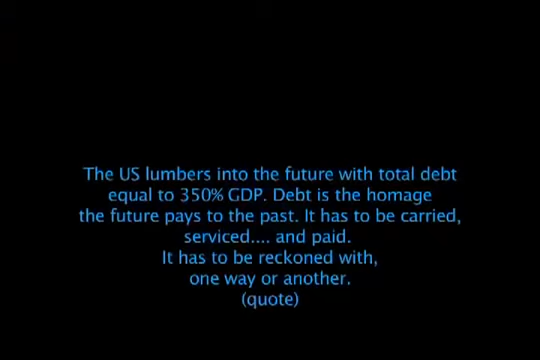 The US lumbers into the future with total debt
equal to 350% GDP. Debt is the homage
the future pays to the past. It has to be carried,
serviced.... and paid.
It has to be reckoned with,
one way or another.
(quote)